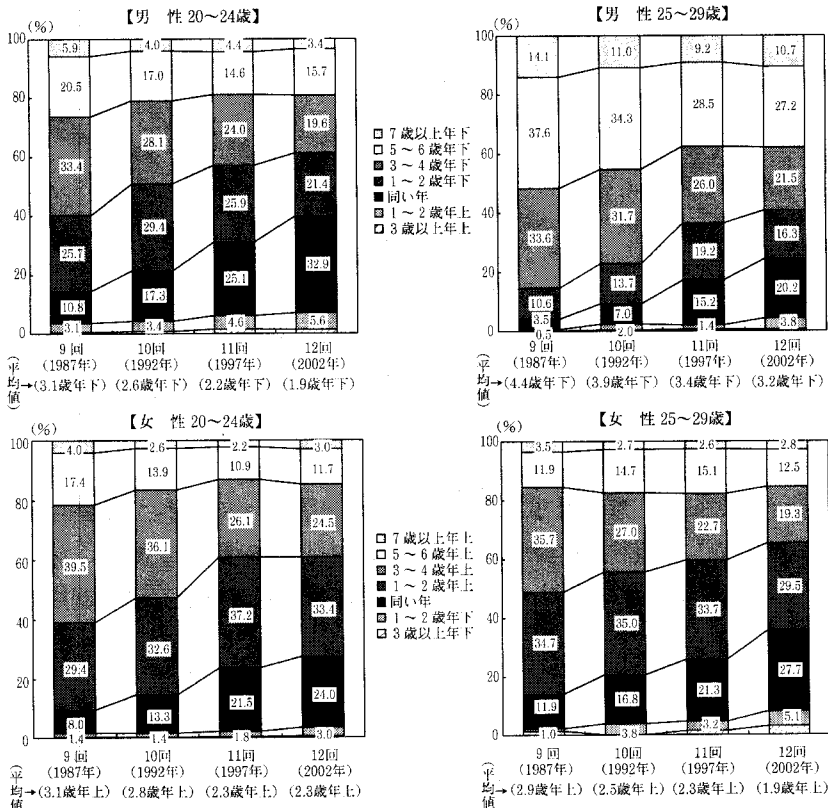 【男 性 20〜24歳】
(%)
100
80
60
40
20
0
5.9 4.0 4.4 3.4
20.5 17.0 14.6 15.7
33.4 28.1 24.0 19.6
25.7 29.4 25.9 21.4
10.8 17.3 25.1 32.9
3.1 3.4 4.6 5.6
9回 10回 11回 12回
(1987年) (1992年) (1997年) (2002年)
(平均値)→(3.1歳年下) (2.6歳年下) (2.2歳年下) (1.9歳年下)
7歳以上年下
5〜6歳年下
3〜4歳年下
1〜2歳年下
同い年
1〜2歳年上
3歳以上年上
【男 性 25〜29歳】
(%)
100
80
60
40
20
0
14.1 11.0 9.2 10.7
37.6 34.3 28.5 27.2
33.6 31.7 26.0 21.5
10.6 13.7 19.2 16.3
3.5 7.0 15.2 20.2
0.5 2.0 1.4 3.8
9回 10回 11回 12回
(1987年) (1992年) (1997年) (2002年)
(平均値)→(4.4歳年下) (3.9歳年下) (3.4歳年下) (3.2歳年下)
【女 性 20〜24歳】
(%)
100
80
60
40
20
0
4.0 2.6 2.2 3.0
17.4 13.9 10.9 11.7
39.5 36.1 26.1 24.5
29.4 32.6 37.2 33.4
8.0 13.3 21.5 24.0
1.4 1.4 1.8 3.0
9回 10回 11回 12回
(1987年) (1992年) (1997年) (2002年)
(平均値)→(3.1歳年上) (2.8歳年上) (2.3歳年上) (2.3歳年上)
7歳以上年上
5〜6歳年上
3〜4歳年上
1〜2歳年上
同い年
1〜2歳年下
3歳以上年下
【女 性 25〜29歳】
(%)
100
80
60
40
20
0
3.5 2.7 2.6 2.8
11.9 14.7 15.1 12.5
35.7 27.0 22.7 19.3
34.7 35.0 33.7 29.5
11.9 16.8 21.3 27.7
1.0 3.8 3.2 5.1
9回 10回 11回 12回
(1987年) (1992年) (1997年) (2002年)
(平均値)→(2.9歳年上) (2.5歳年上) (2.3歳年上) (1.9歳年上)